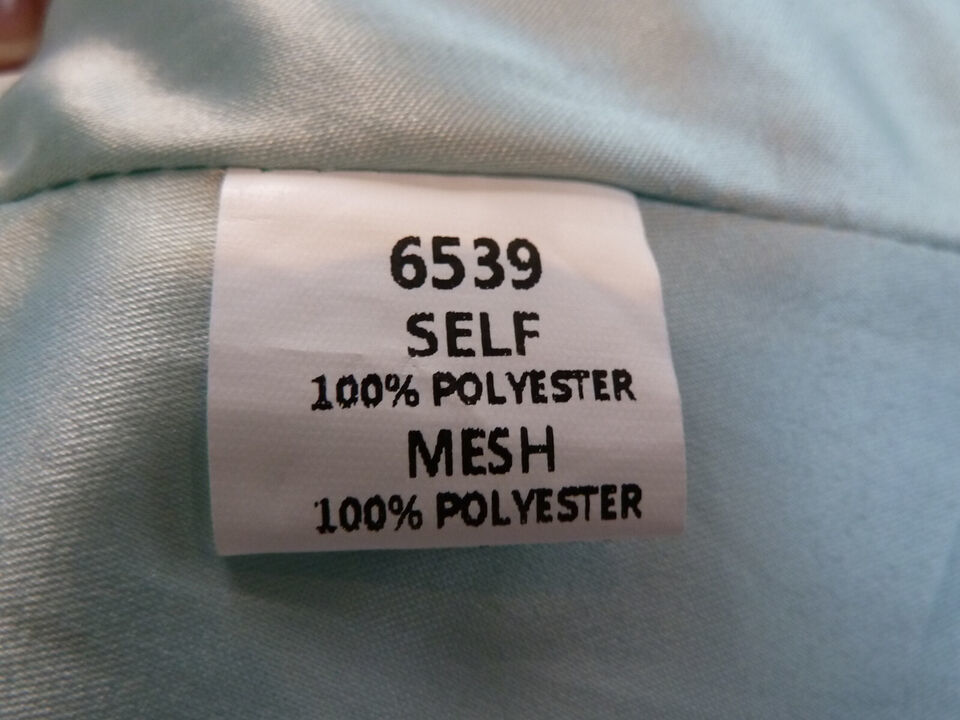 6539
SELF
100% POLYESTER
MESH
100% POLYESTER